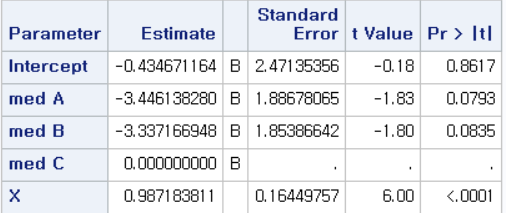 Parameter Estimate Standard Error t Value Pr > |t|
Intercept -0.434671164 B 2.47135356 -0.18 0.8617
med A -3.446138280 B 1.88678065 -1.83 0.0793
med B -3.337166948 B 1.85386642 -1.80 0.0835
med C 0.000000000 B . . .
X 0.987183811 0.16449757 6.00 <.0001